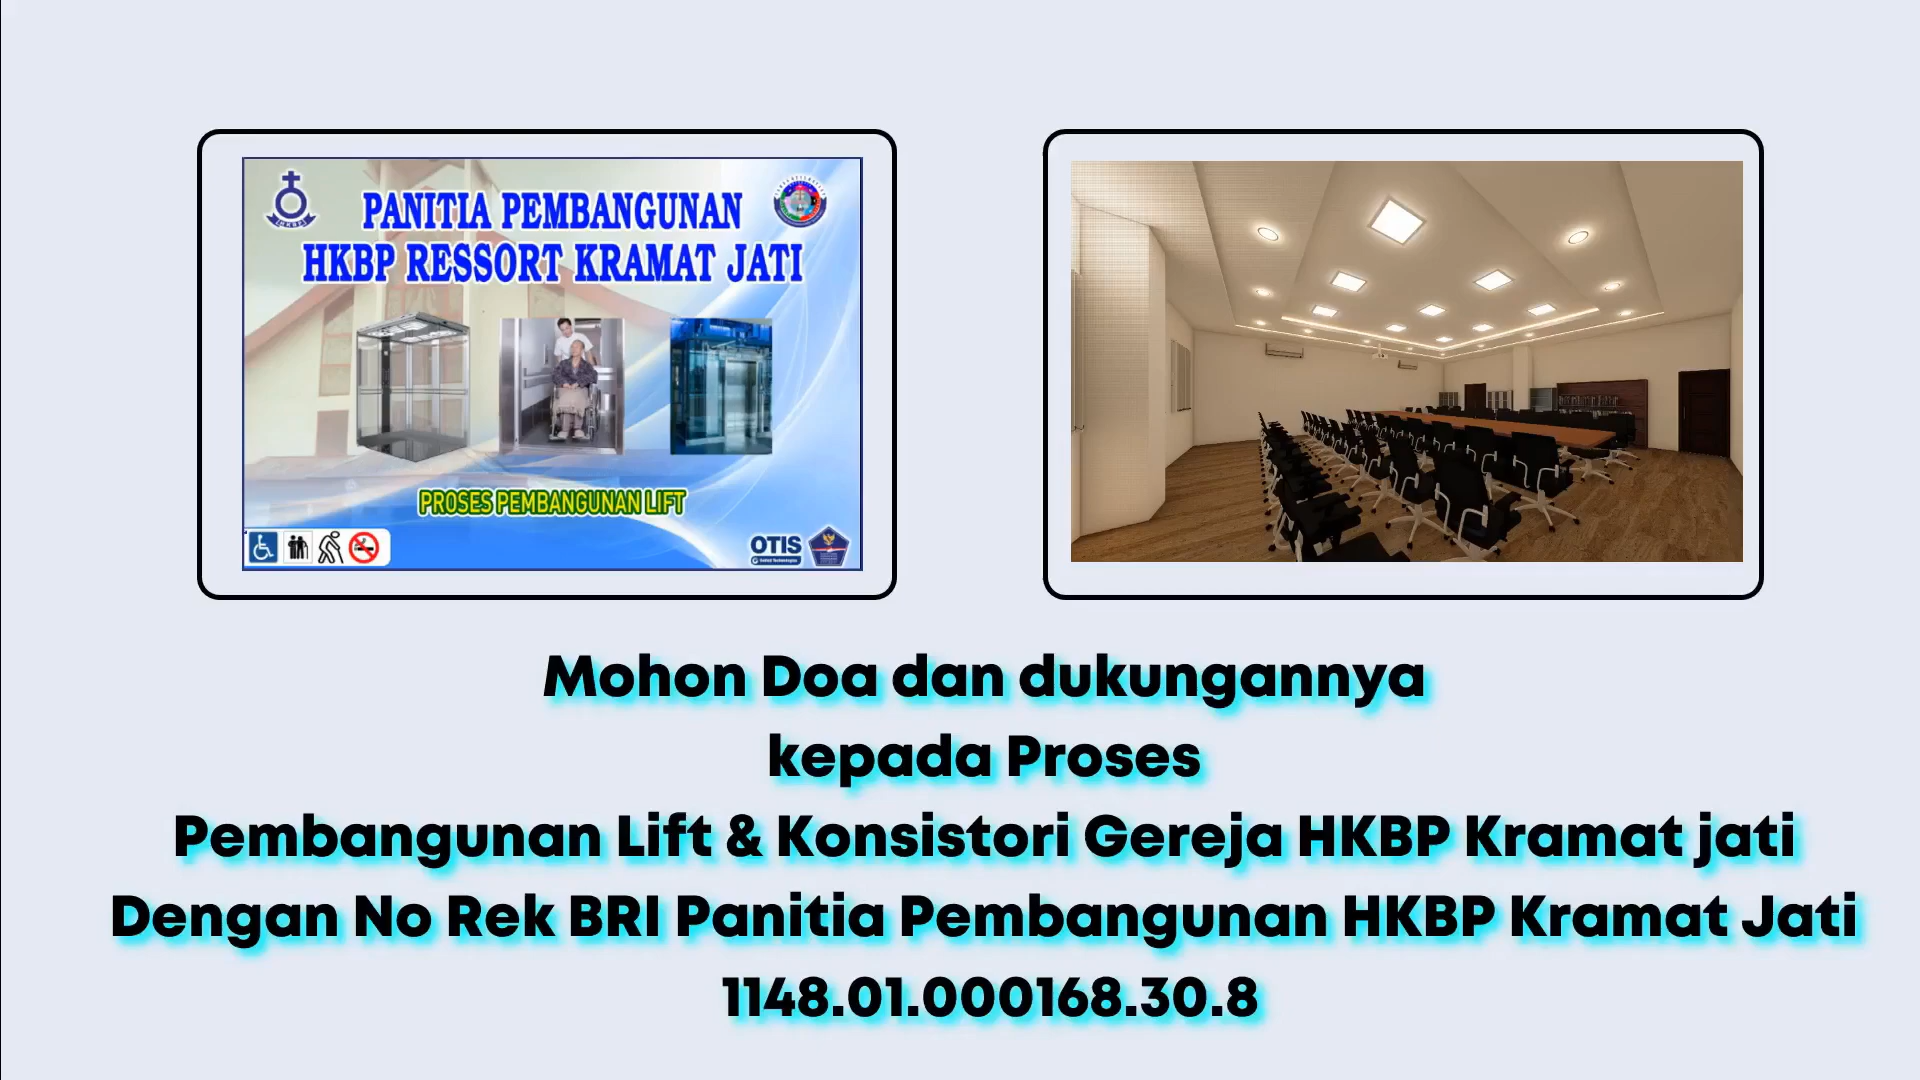 PANITIA PEMBANGUNAN
HKBP RESSORT KRAMAT JATI
PROSES PEMBANGUNAN LIFT
OTIS
Mohon Doa dan dukungannya
kepada Proses
Pembangunan Lift & Konsistori Gereja HKBP Kramat jati
Dengan No Rek BRI Panitia Pembangunan HKBP Kramat Jati
1148.01.000168.30.8